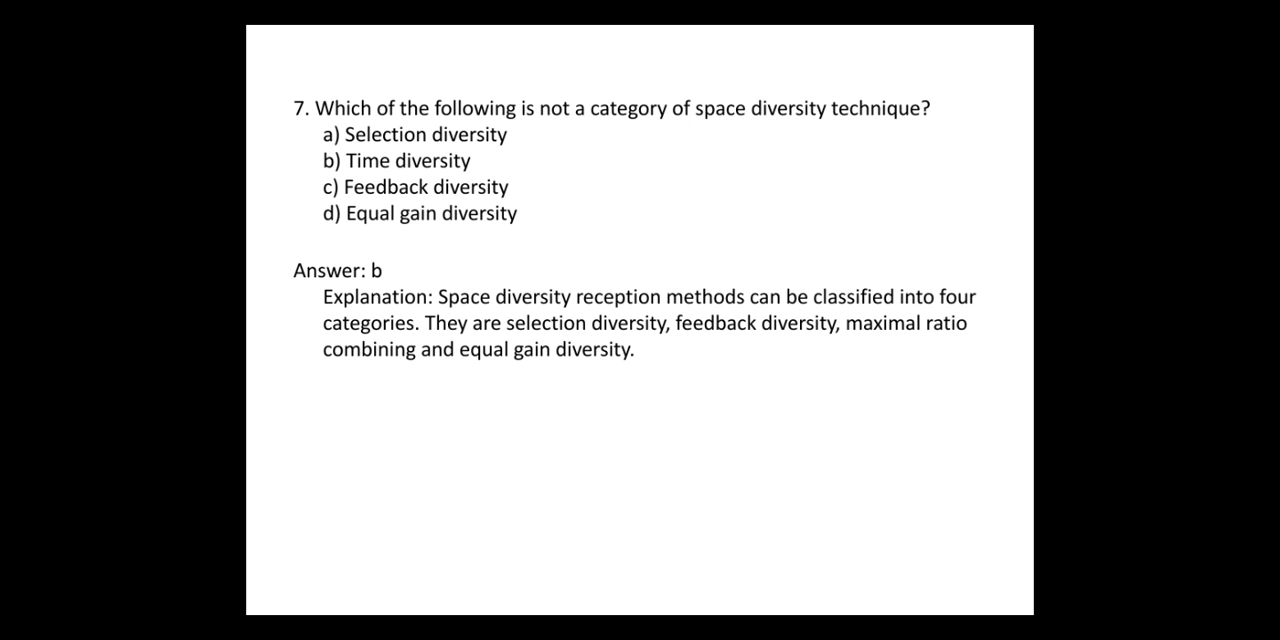 7. Which of the following is not a category of space diversity technique?
a) Selection diversity
b) Time diversity
c) Feedback diversity
d) Equal gain diversity
Answer: b
Explanation: Space diversity reception methods can be classified into four
categories. They are selection diversity, feedback diversity, maximal ratio
combining and equal gain diversity.